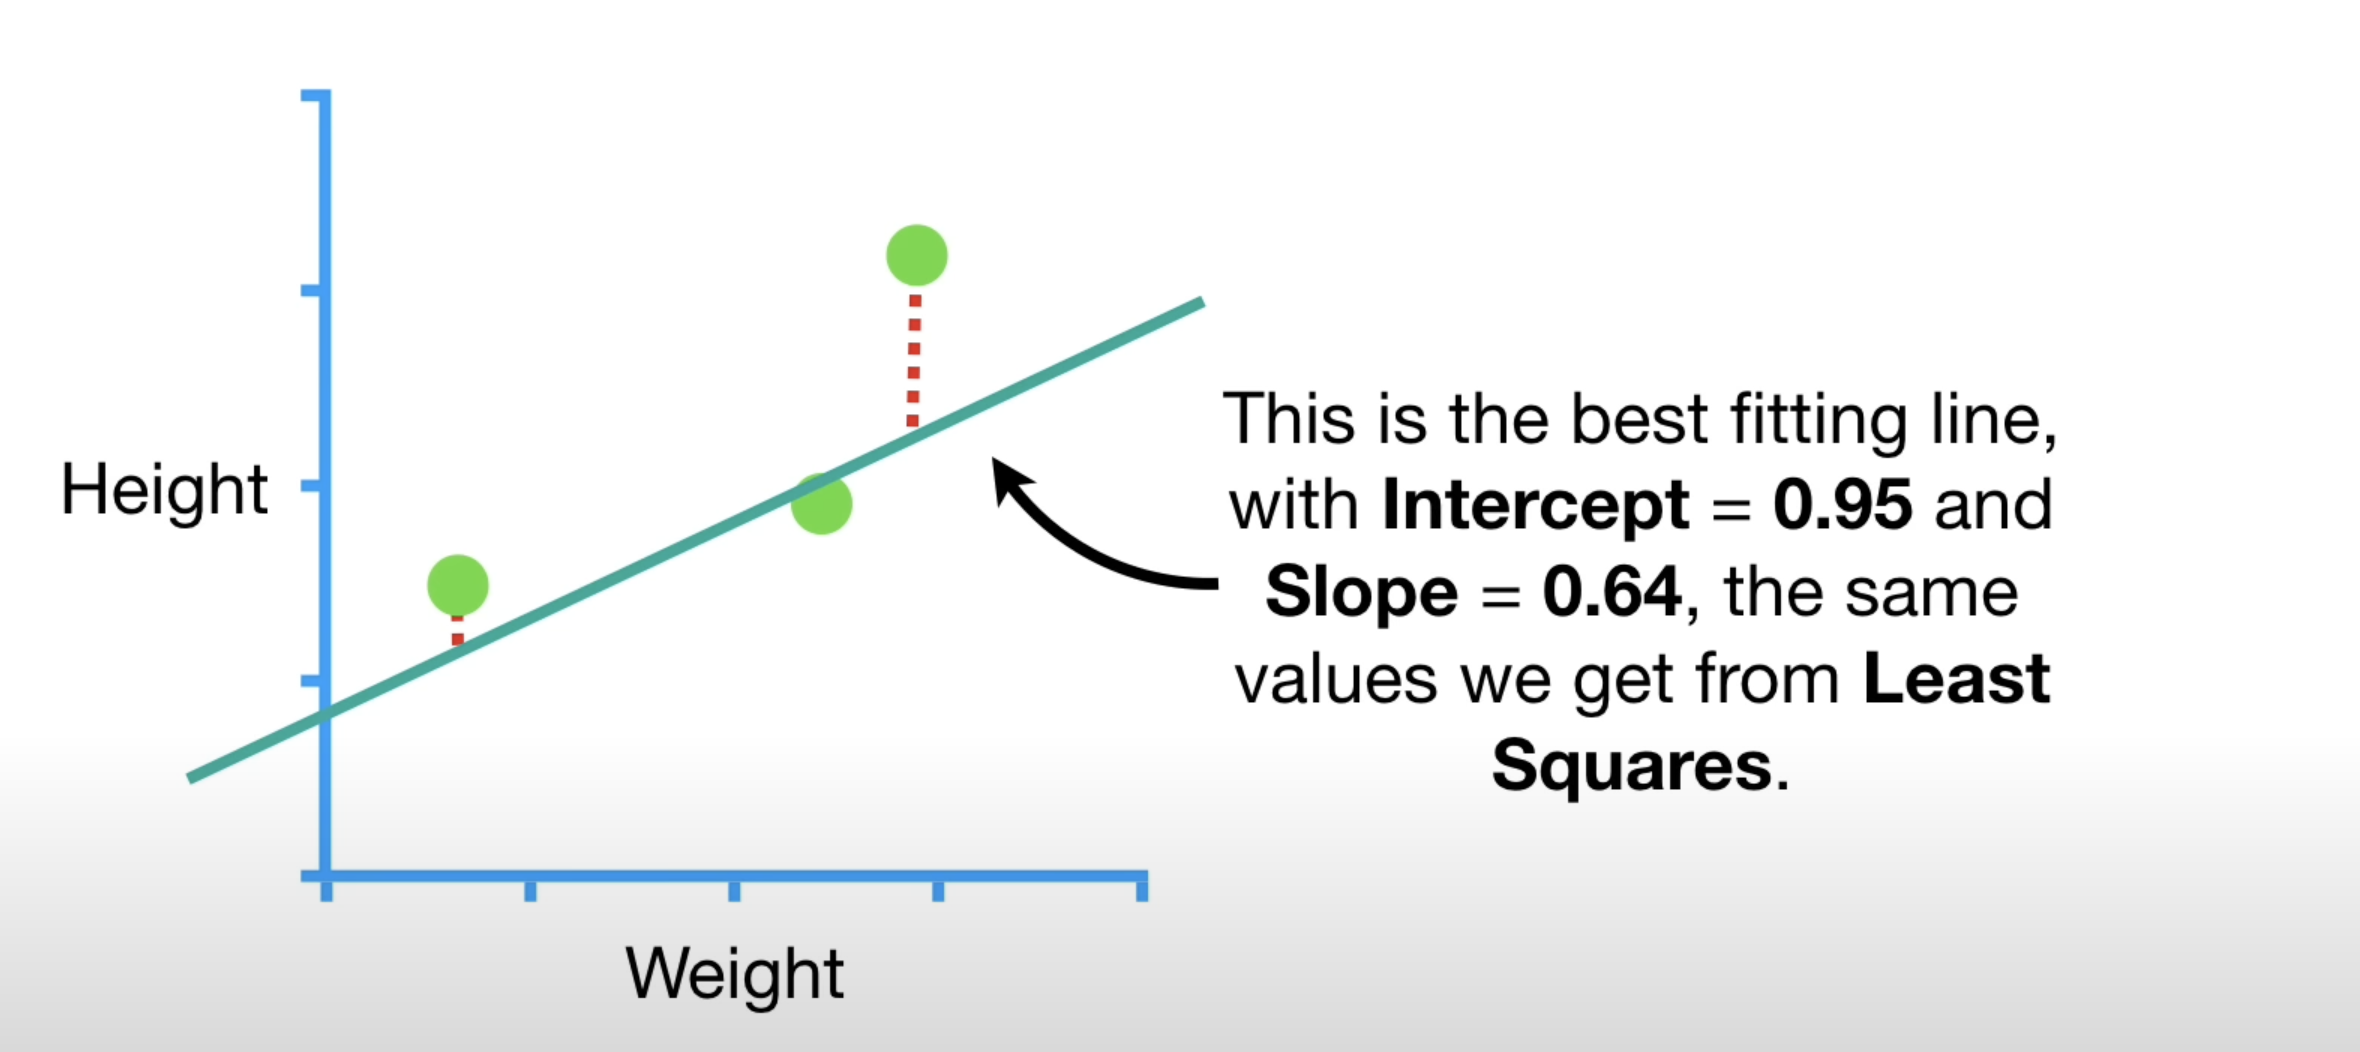 Height
This is the best fitting line,
with Intercept = 0.95 and
Slope = 0.64, the same
values we get from Least
Squares.
Weight